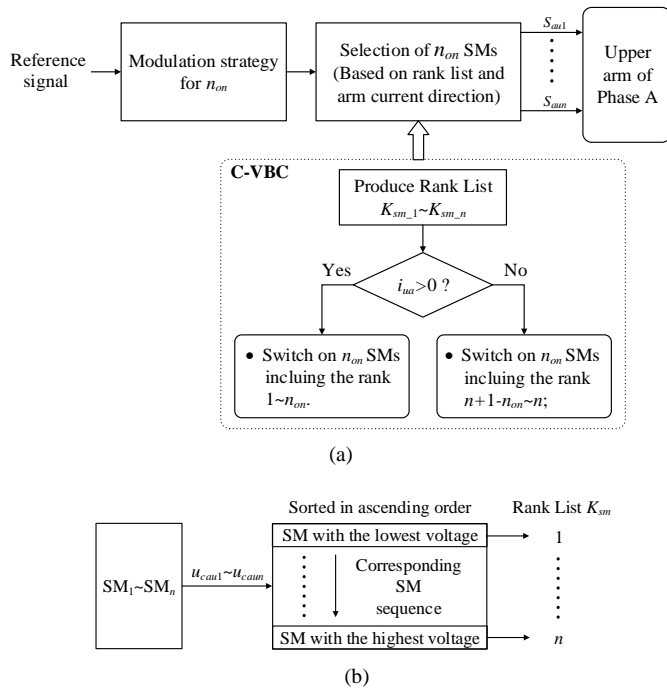 Reference
signal
Modulation strategy
for n_on
Selection of n_on SMs
(Based on rank list and
arm current direction)
S_au1
S_aun
Upper
arm of
Phase A
C-VBC
Produce Rank List
K_sm_1~K_sm_n
Yes
i_ua>0 ?
No
• Switch on n_on SMs
incluing the rank
1~n_on.
• Switch on n_on SMs
incluing the rank
n+1-n_on~n;
(a)
Sorted in ascending order
Rank List K_sm
SM_1~SM_n
u_cau1~u_caun
SM with the lowest voltage
1
Corresponding
SM
sequence
SM with the highest voltage
n
(b)